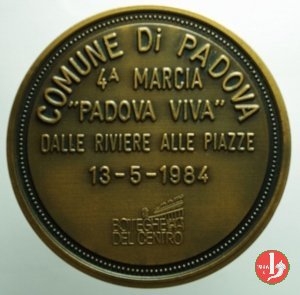 COMUNE Di PADOVA
4ª MARCIA
"PADOVA VIVA"
DALLE RIVIERE ALLE PIAZZE
13-5-1984
DEL CENTRO